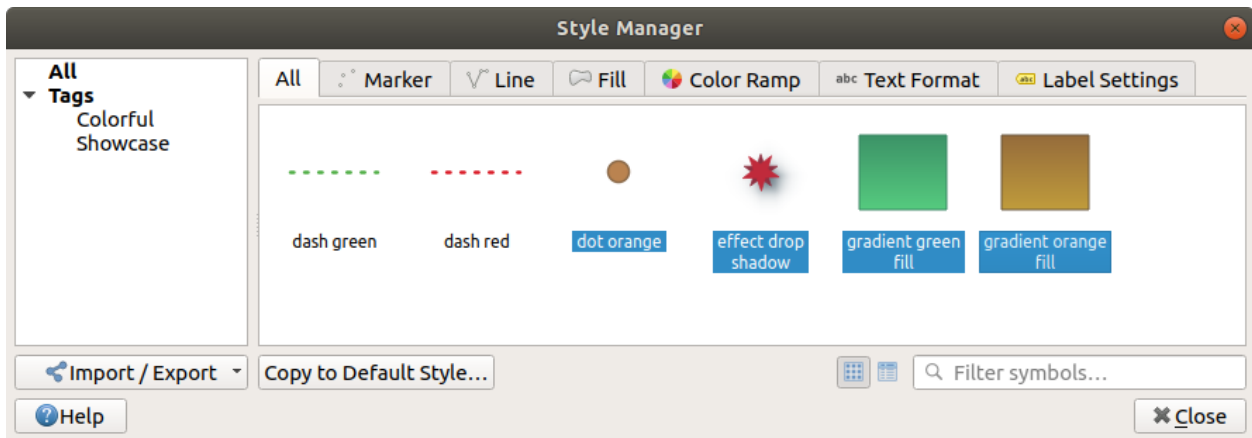 Style Manager
All
Tags
Colorful
Showcase
All
Marker
Line
Fill
Color Ramp
abc Text Format
abc Label Settings
dash green
dash red
dot orange
effect drop
shadow
gradient green
fill
gradient orange
fill
Import / Export
Copy to Default Style...
Filter symbols...
?Help
Close